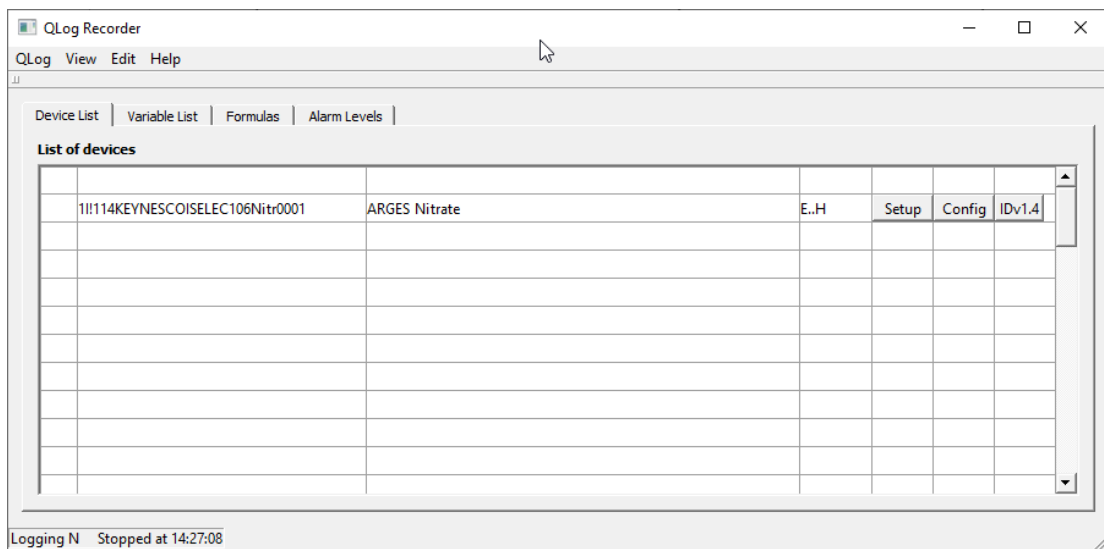 QLog Recorder
QLog View Edit Help
Device List Variable List Formulas Alarm Levels
List of devices
1I!114KEYNESCOISELEC106Nitr0001 ARGES Nitrate E..H Setup Config IDv1.4
Logging N Stopped at 14:27:08